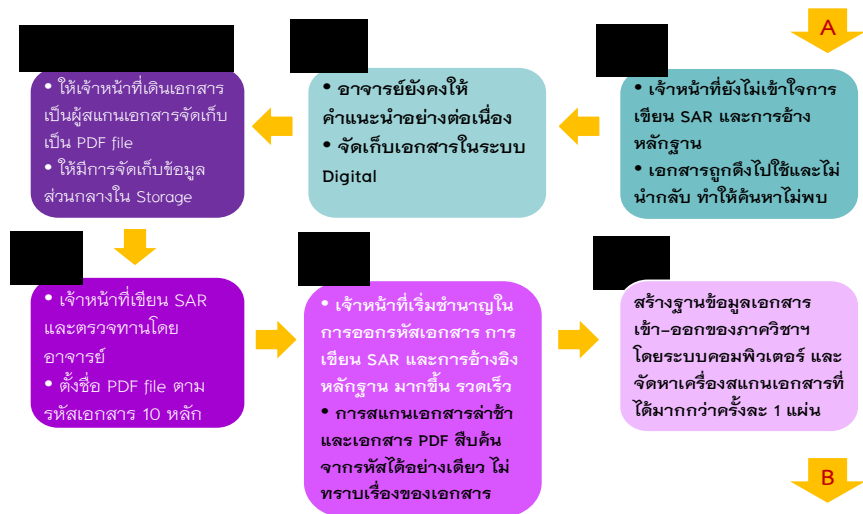 A
• เจ้าหน้าที่ยังไม่เข้าใจการ
เขียน SAR และการอ้าง
หลักฐาน
• เอกสารถูกดึงไปใช้และไม่
นำกลับ ทำให้ค้นหาไม่พบ
• อาจารย์ยังคงให้
คำแนะนำอย่างต่อเนื่อง
• จัดเก็บเอกสารในระบบ
Digital
• ให้เจ้าหน้าที่เดินเอกสาร
เป็นผู้สแกนเอกสารจัดเก็บ
เป็น PDF file
• ให้มีการจัดเก็บข้อมูล
ส่วนกลางใน Storage
• เจ้าหน้าที่เขียน SAR
และตรวจทานโดย
อาจารย์
• ตั้งชื่อ PDF file ตาม
รหัสเอกสาร 10 หลัก
• เจ้าหน้าที่เริ่มชำนาญใน
การออกรหัสเอกสาร การ
เขียน SAR และการอ้างอิง
หลักฐาน มากขึ้น รวดเร็ว
• การสแกนเอกสารล่าช้า
และเอกสาร PDF สืบค้น
จากรหัสได้อย่างเดียว ไม่
ทราบเรื่องของเอกสาร
สร้างฐานข้อมูลเอกสาร
เข้า-ออกของภาควิชาฯ
โดยระบบคอมพิวเตอร์ และ
จัดหาเครื่องสแกนเอกสารที่
ได้มากกว่าครั้งละ 1 แผ่น
B